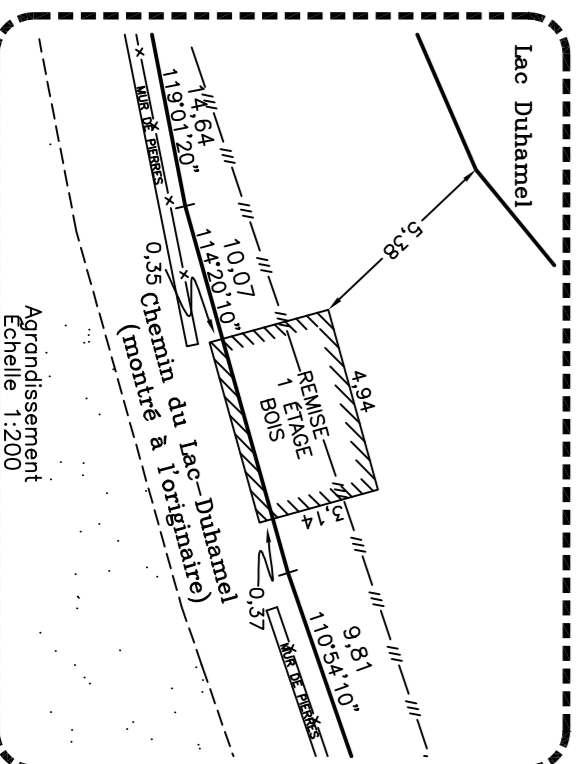 Lac Duhamel
5,38
14,64
119°01'20"
MUR DE PIERRES
10,07
114°20'10"
0,35
4,94
REMISE
1 ÉTAGE
BOIS
3,14
Chemin du Lac-Duhamel
(montré à l'originaire)
0,37
9,81
110°54'10"
MUR DE PIERRES
Agrandissement
Échelle 1:200